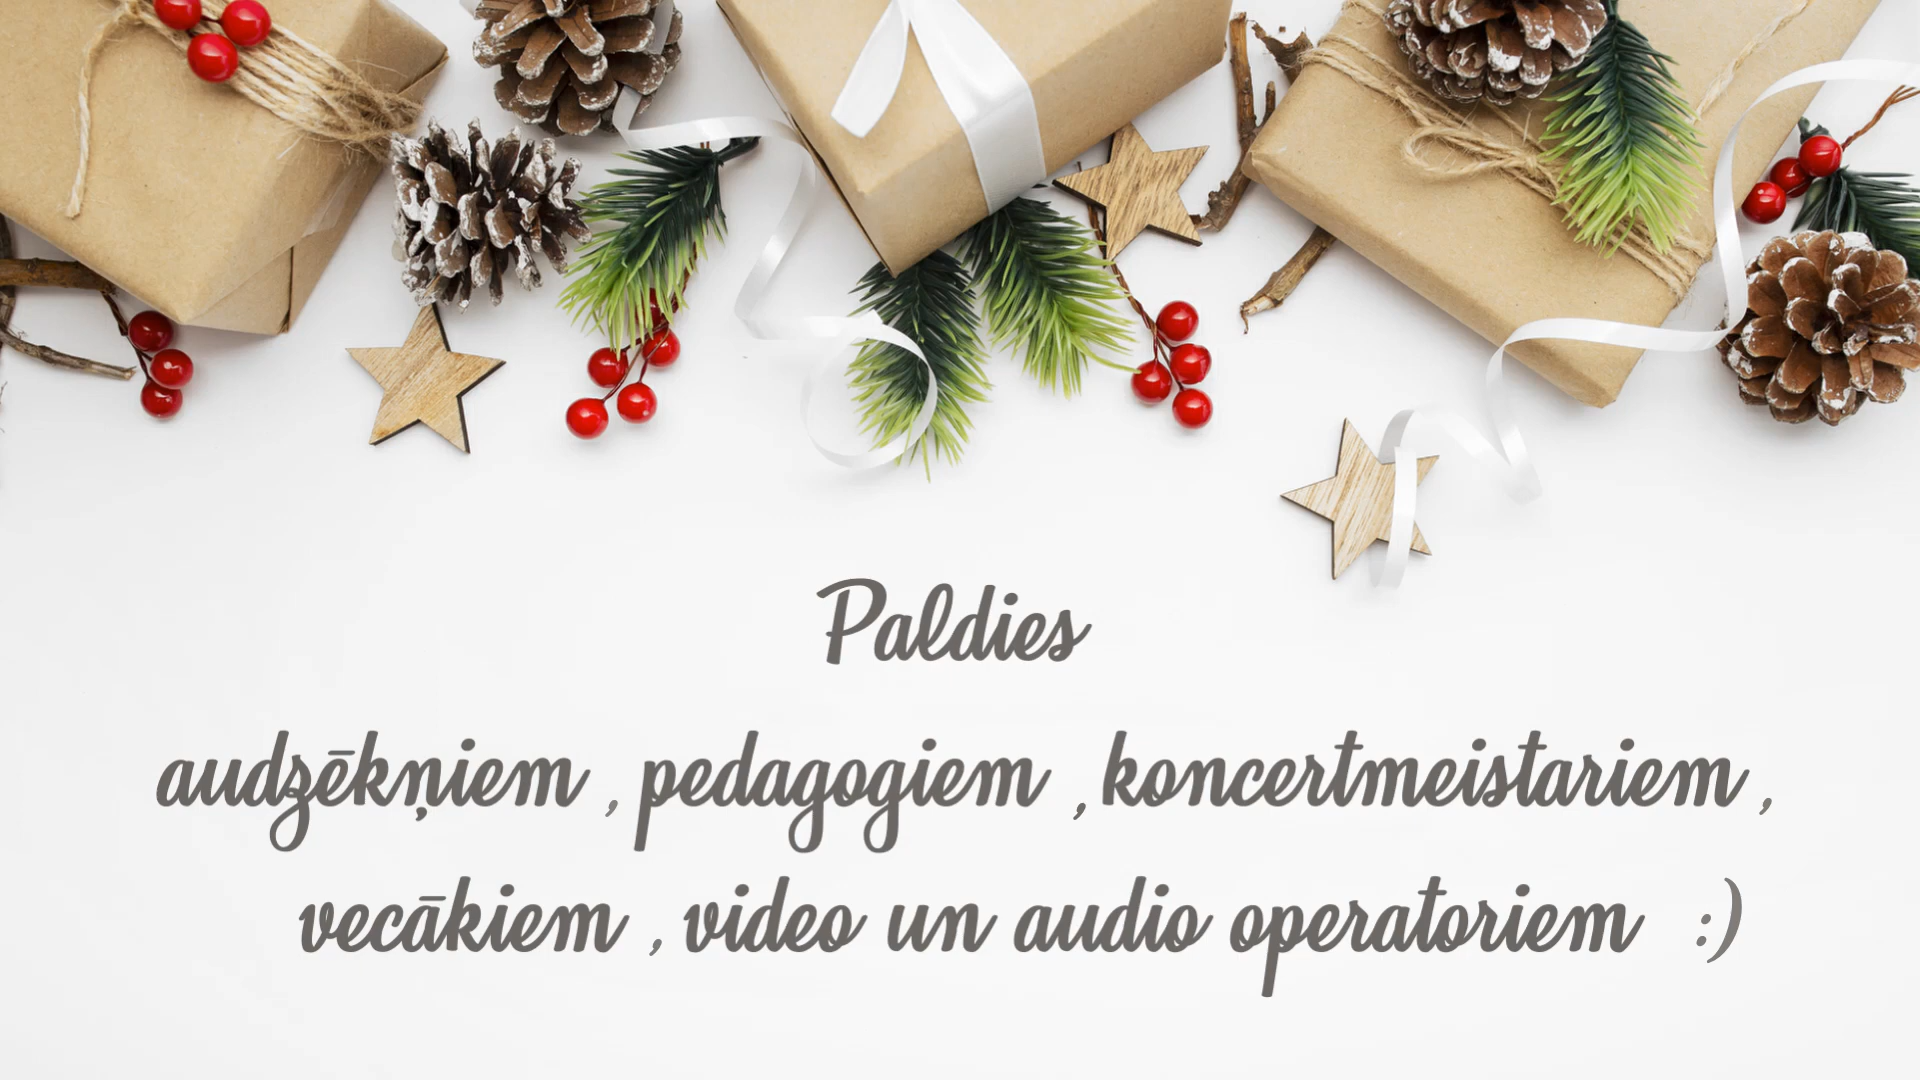 Paldies
audzēkņiem , pedagogiem , koncertmeistariem ,
vecākiem , video un audio operatoriem :)